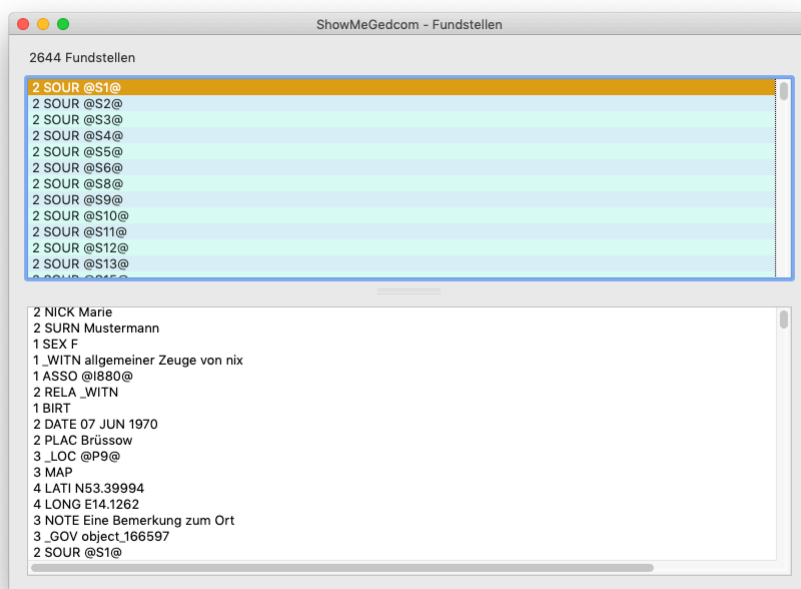 ShowMeGedcom - Fundstellen
2644 Fundstellen
2 SOUR @S1@
2 SOUR @S2@
2 SOUR @S3@
2 SOUR @S4@
2 SOUR @S5@
2 SOUR @S6@
2 SOUR @S8@
2 SOUR @S9@
2 SOUR @S10@
2 SOUR @S11@
2 SOUR @S12@
2 SOUR @S13@
2 SOUR @S15@
2 NICK Marie
2 SURN Mustermann
1 SEX F
1 _WITN allgemeiner Zeuge von nix
1 ASSO @I880@
2 RELA _WITN
1 BIRT
2 DATE 07 JUN 1970
2 PLAC Brüssow
3 _LOC @P9@
3 MAP
4 LATI N53.39994
4 LONG E14.1262
3 NOTE Eine Bemerkung zum Ort
3 _GOV object_166597
2 SOUR @S1@